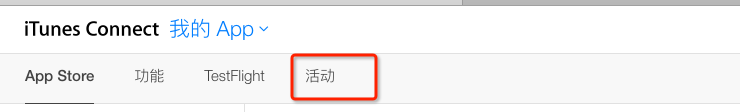 iTunes Connect 我的 App
App Store 功能 TestFlight 活动